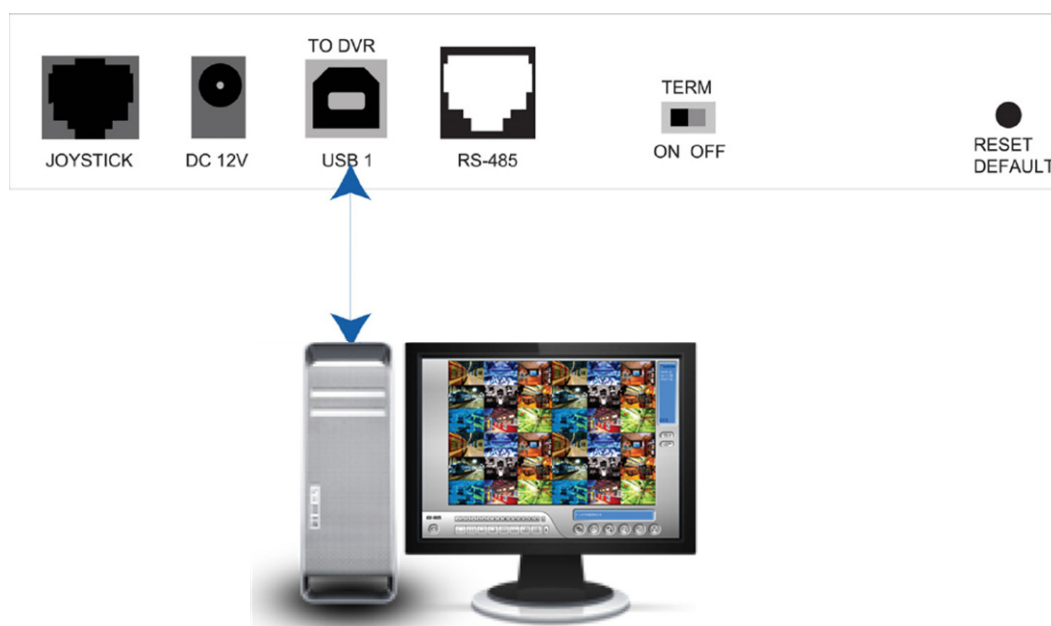 TO DVR
JOYSTICK
DC 12V
USB 1
RS-485
TERM
ON OFF
RESET
DEFAULT